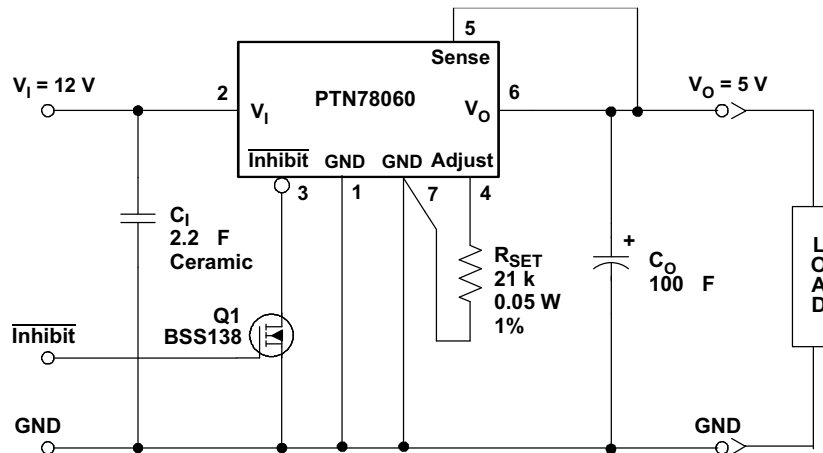 5
Sense
V_I = 12 V
2
V_I
PTN78060
V_O
6
V_O = 5 V
Inhibit
GND
GND
Adjust
3
1
7
4
C_I
2.2 F
Ceramic
R_SET
21 k
0.05 W
1%
+
C_O
100 F
LOAD
Q1
BSS138
Inhibit
GND
GND